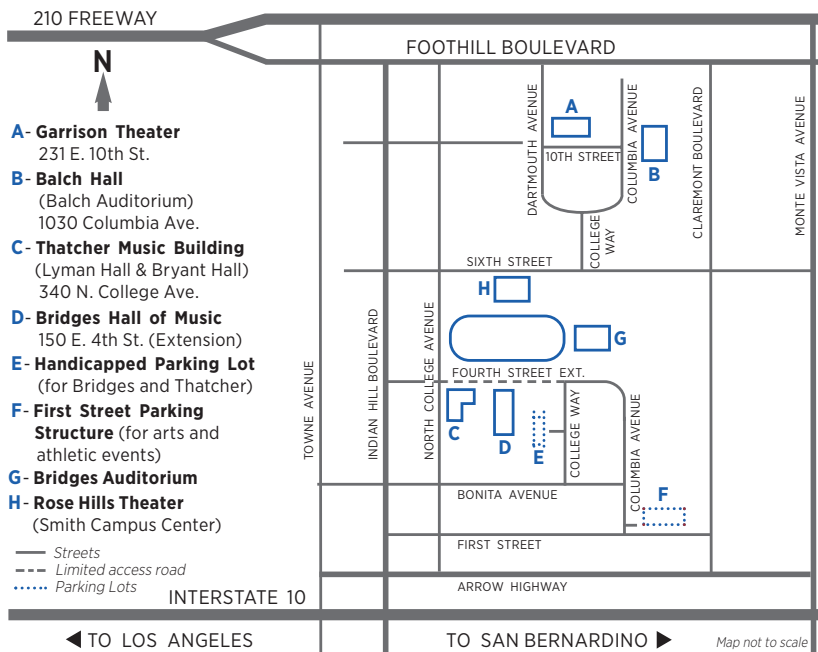 210 FREEWAY
FOOTHILL BOULEVARD
N
A- Garrison Theater
231 E. 10th St.
B- Balch Hall
(Balch Auditorium)
1030 Columbia Ave.
C- Thatcher Music Building
(Lyman Hall & Bryant Hall)
340 N. College Ave.
D- Bridges Hall of Music
150 E. 4th St. (Extension)
E- Handicapped Parking Lot
(for Bridges and Thatcher)
F- First Street Parking
Structure (for arts and
athletic events)
G- Bridges Auditorium
H- Rose Hills Theater
(Smith Campus Center)
Streets
Limited access road
Parking Lots
TOWNE AVENUE
INDIAN HILL BOULEVARD
NORTH COLLEGE AVENUE
DARTMOUTH AVENUE
A
10TH STREET
COLUMBIA AVENUE
B
CLAREMONT BOULEVARD
MONTE VISTA AVENUE
COLLEGE
WAY
SIXTH STREET
H
G
FOURTH STREET EXT.
C
D
E
COLLEGE WAY
COLUMBIA AVENUE
F
BONITA AVENUE
FIRST STREET
ARROW HIGHWAY
INTERSTATE 10
TO LOS ANGELES
TO SAN BERNARDINO
Map not to scale